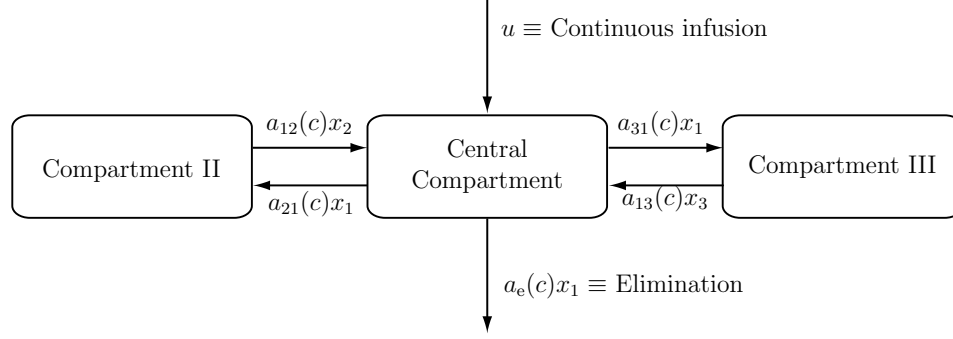 u ≡ Continuous infusion
a₁₂(c)x₂
a₃₁(c)x₁
Compartment II
Central
Compartment
Compartment III
a₂₁(c)x₁
a₁₃(c)x₃
aₑ(c)x₁ ≡ Elimination